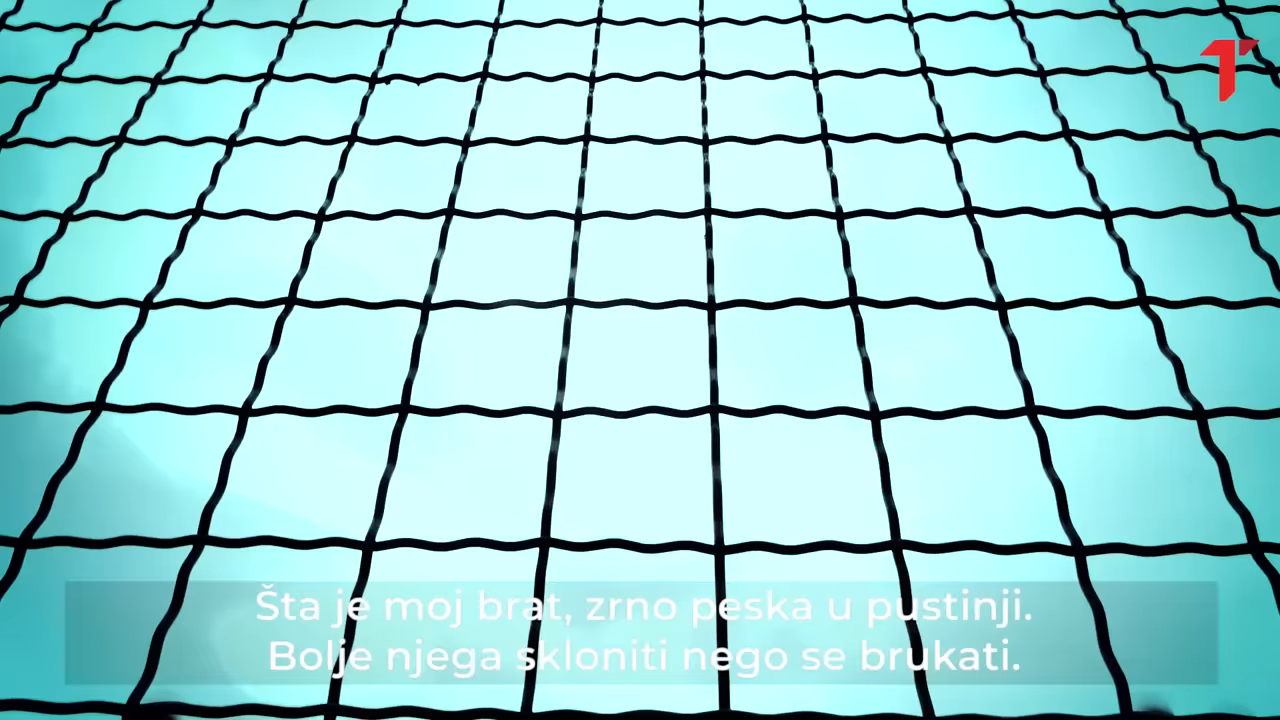 Šta je moj brat, zrno peska u pustinji.
Bolje njega skloniti nego se brukati.